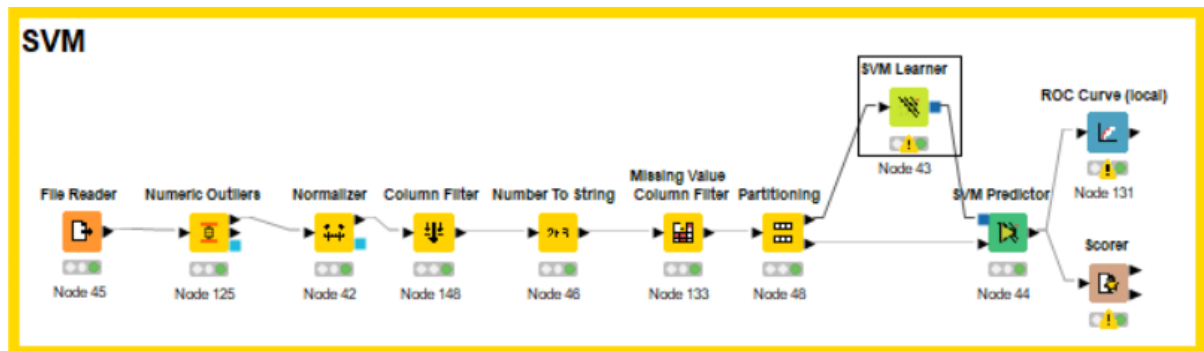 SVM
SVM Learner
Node 43
ROC Curve (local)
Node 131
File Reader
Node 45
Numeric Outliers
Node 125
Normalizer
Node 42
Column Filter
Node 148
Number To String
Node 46
Missing Value
Column Filter
Node 133
Partitioning
Node 48
SVM Predictor
Node 44
Scorer